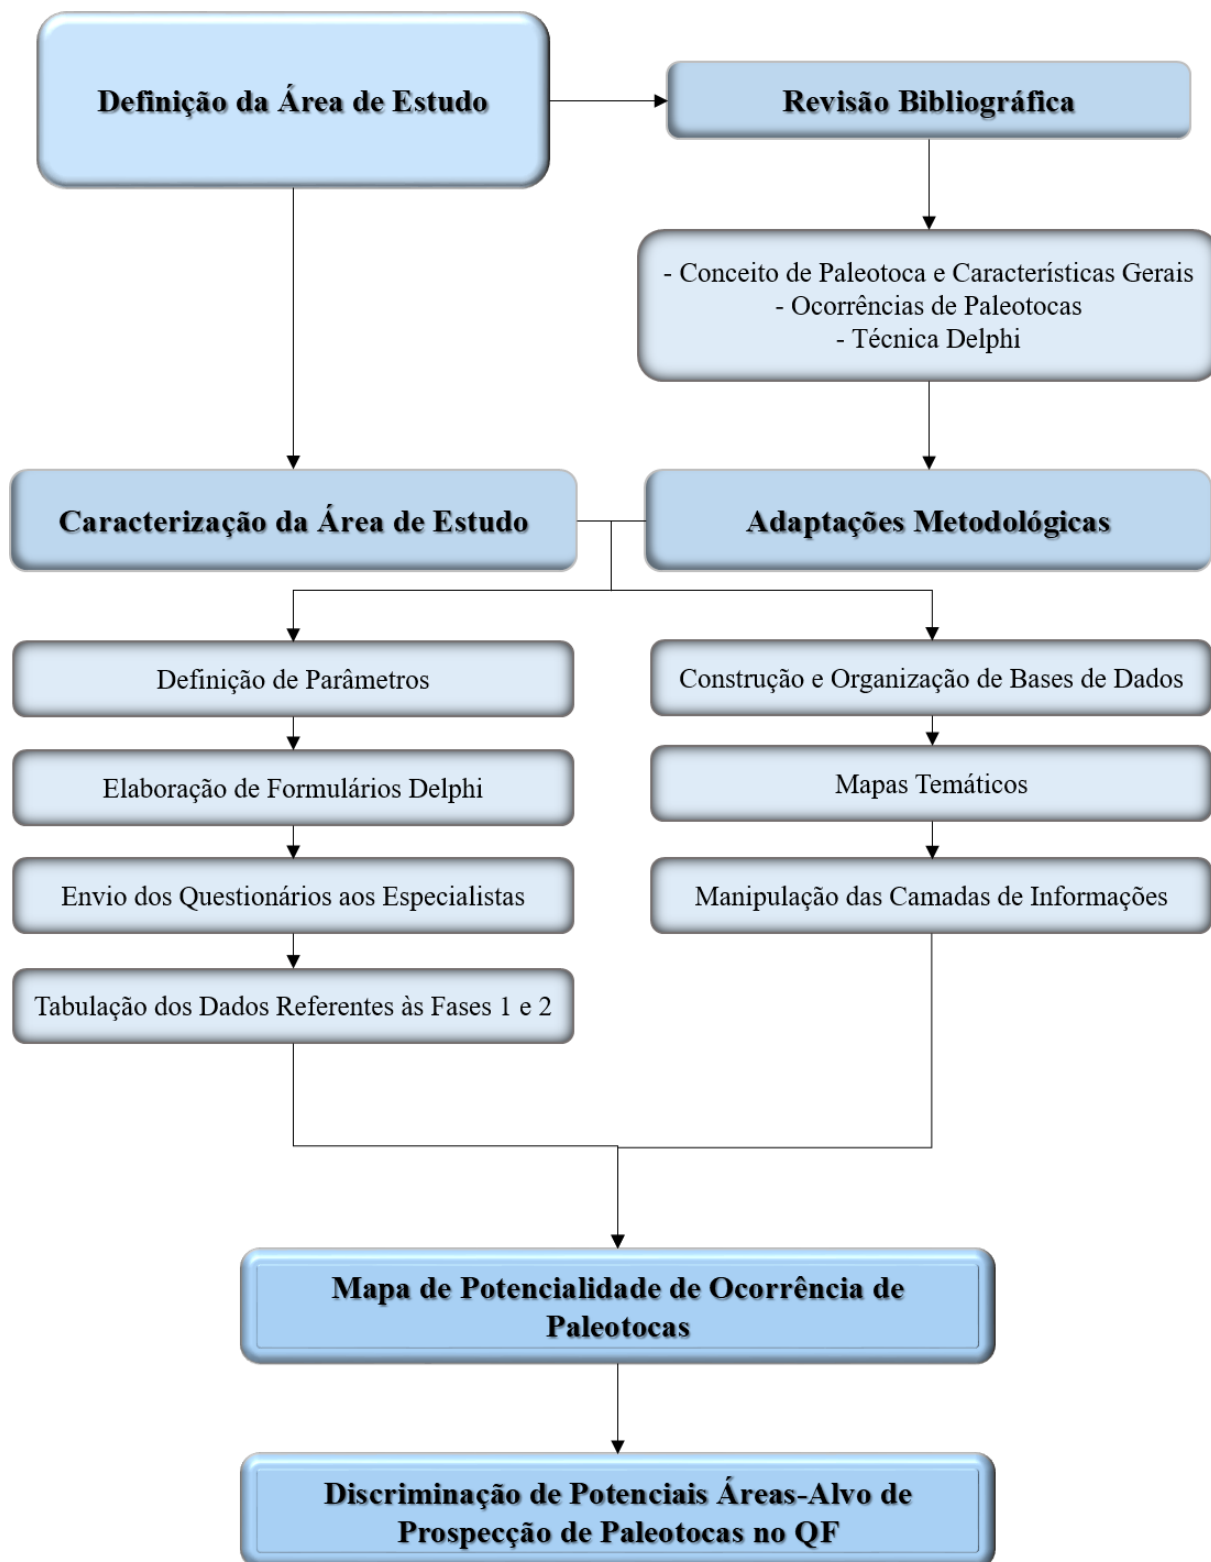 Definição da Área de Estudo
Revisão Bibliográfica
- Conceito de Paleotoca e Características Gerais
- Ocorrências de Paleotocas
- Técnica Delphi
Caracterização da Área de Estudo
Adaptações Metodológicas
Definição de Parâmetros
Elaboração de Formulários Delphi
Envio dos Questionários aos Especialistas
Tabulação dos Dados Referentes às Fases 1 e 2
Construção e Organização de Bases de Dados
Mapas Temáticos
Manipulação das Camadas de Informações
Mapa de Potencialidade de Ocorrência de
Paleotocas
Discriminação de Potenciais Áreas-Alvo de
Prospecção de Paleotocas no QF